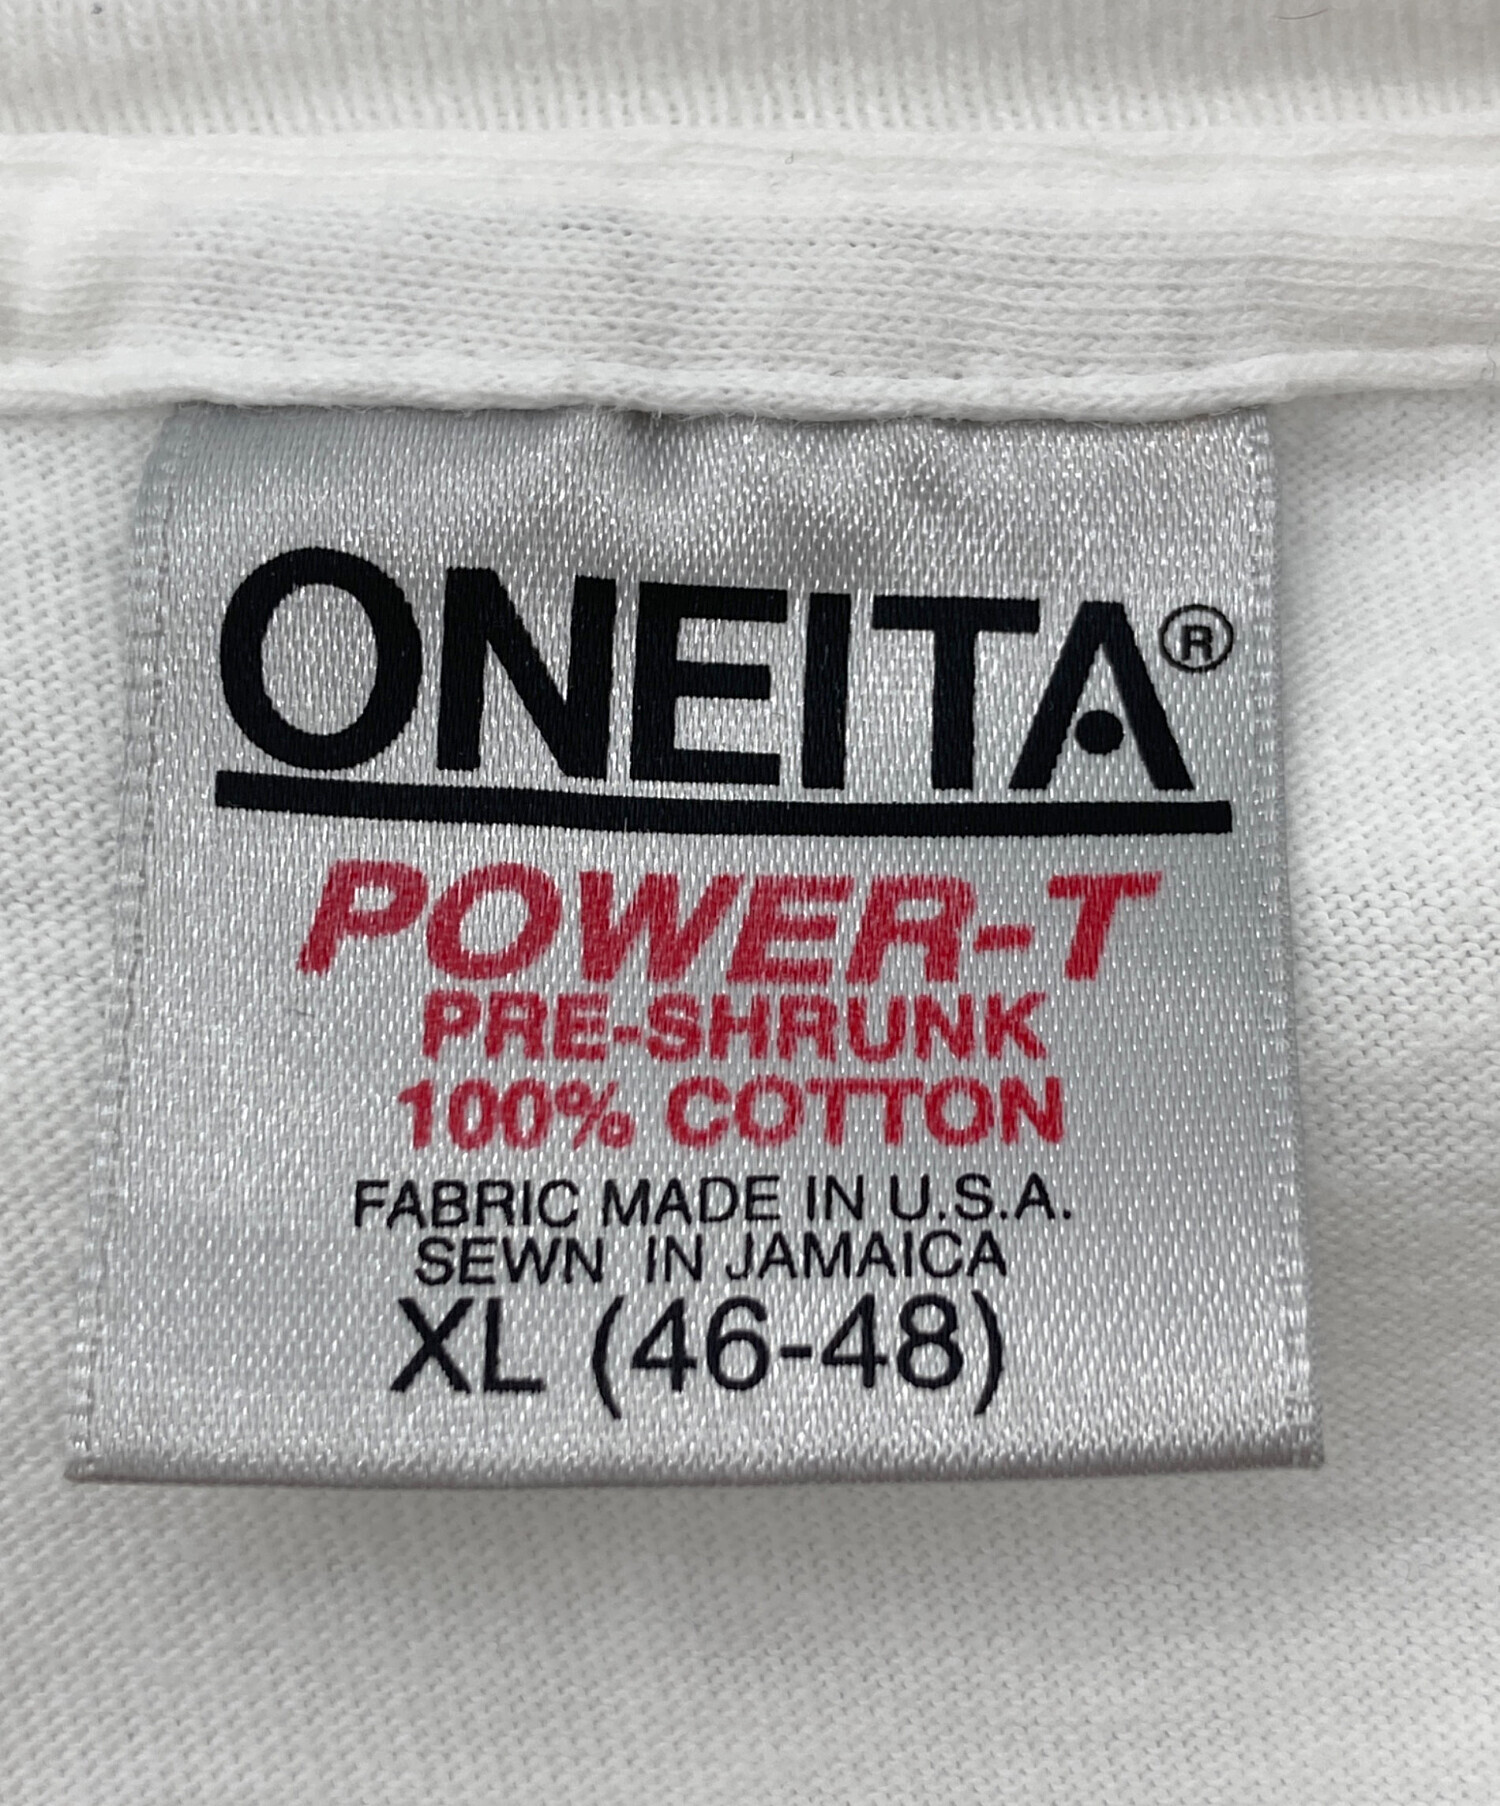 ONEITA®
POWER-T
PRE-SHRUNK
100% COTTON
FABRIC MADE IN U.S.A.
SEWN IN JAMAICA
XL (46-48)